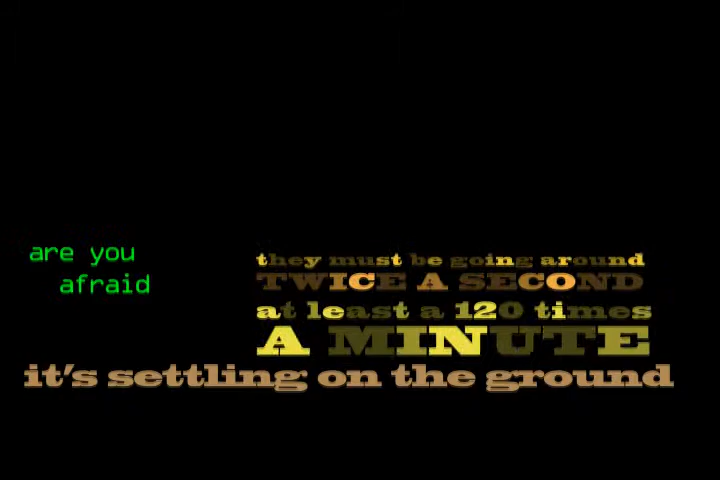 are you
afraid
they must be going around
TWICE A SECOND
at least a 120 times
A MINUTE
it's settling on the ground